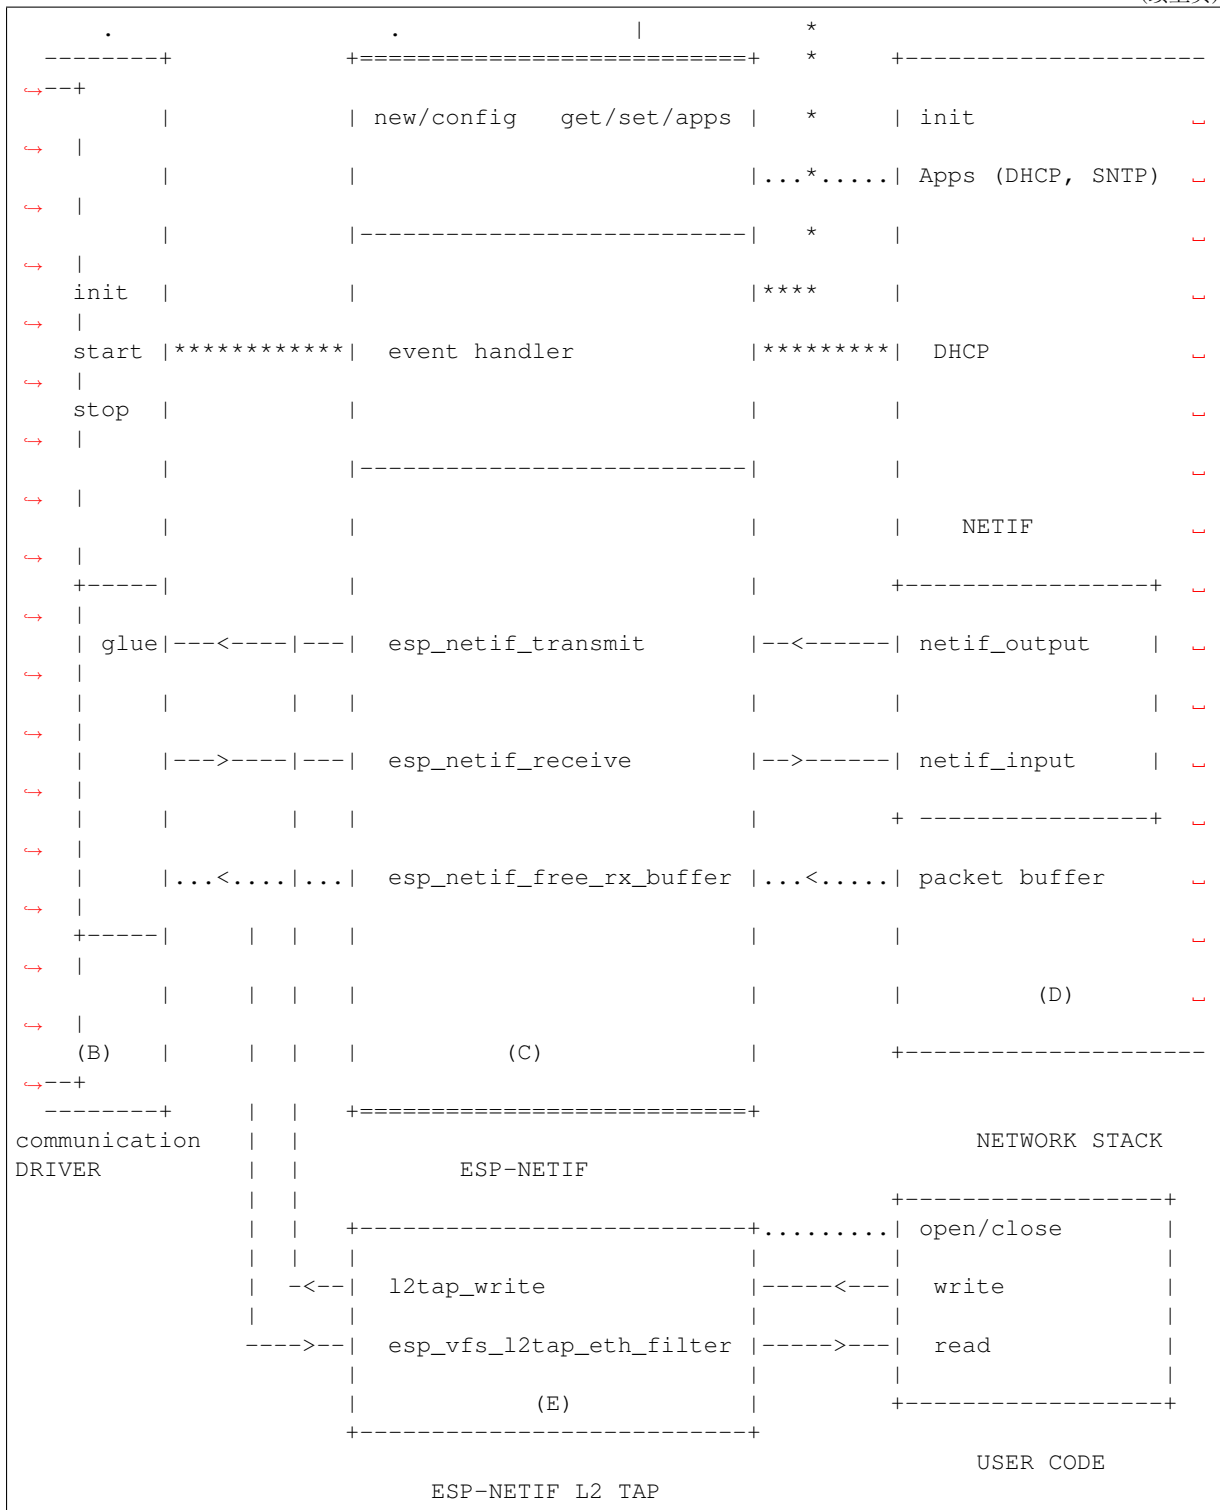 . . | *
--------+ +===========================+ * +---------------------
↪--+
| | new/config get/set/apps | * | init ␣
↪ |
| | |...*.....| Apps (DHCP, SNTP) ␣
↪ |
| |---------------------------| * | ␣
↪ |
init | | |**** | ␣
↪ |
start |************| event handler |*********| DHCP ␣
↪ |
stop | | | | ␣
↪ |
| |---------------------------| | ␣
↪ |
| | | | NETIF ␣
↪ |
+-----| | | +-----------------+ ␣
↪ |
| glue|---<----|---| esp_netif_transmit |--<------| netif_output | ␣
↪ |
| | | | | | | ␣
↪ |
| |--->----|---| esp_netif_receive |-->------| netif_input | ␣
↪ |
| | | | | + ----------------+ ␣
↪ |
| |...<....|...| esp_netif_free_rx_buffer |...<.....| packet buffer ␣
↪ |
+-----| | | | | | ␣
↪ |
| | | | | | (D) ␣
↪ |
(B) | | | | (C) | +---------------------
↪--+
--------+ | | +===========================+
communication | | NETWORK STACK
DRIVER | | ESP-NETIF
| | +------------------+
| | +---------------------------+.........| open/close |
| | | | | |
| -<--| l2tap_write |-----<---| write |
| | | | |
---->--| esp_vfs_l2tap_eth_filter |----->---| read |
| | | |
| (E) | +------------------+
+---------------------------+
USER CODE
ESP-NETIF L2 TAP